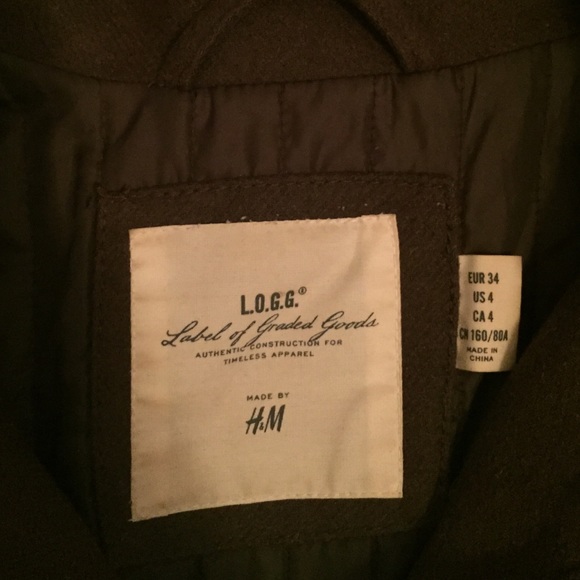 L.O.G.G.®
Label of Graded Goods
AUTHENTIC CONSTRUCTION FOR
TIMELESS APPAREL
MADE BY
H&M
EUR 34
US 4
CA 4
CN 160/80A
MADE IN
CHINA